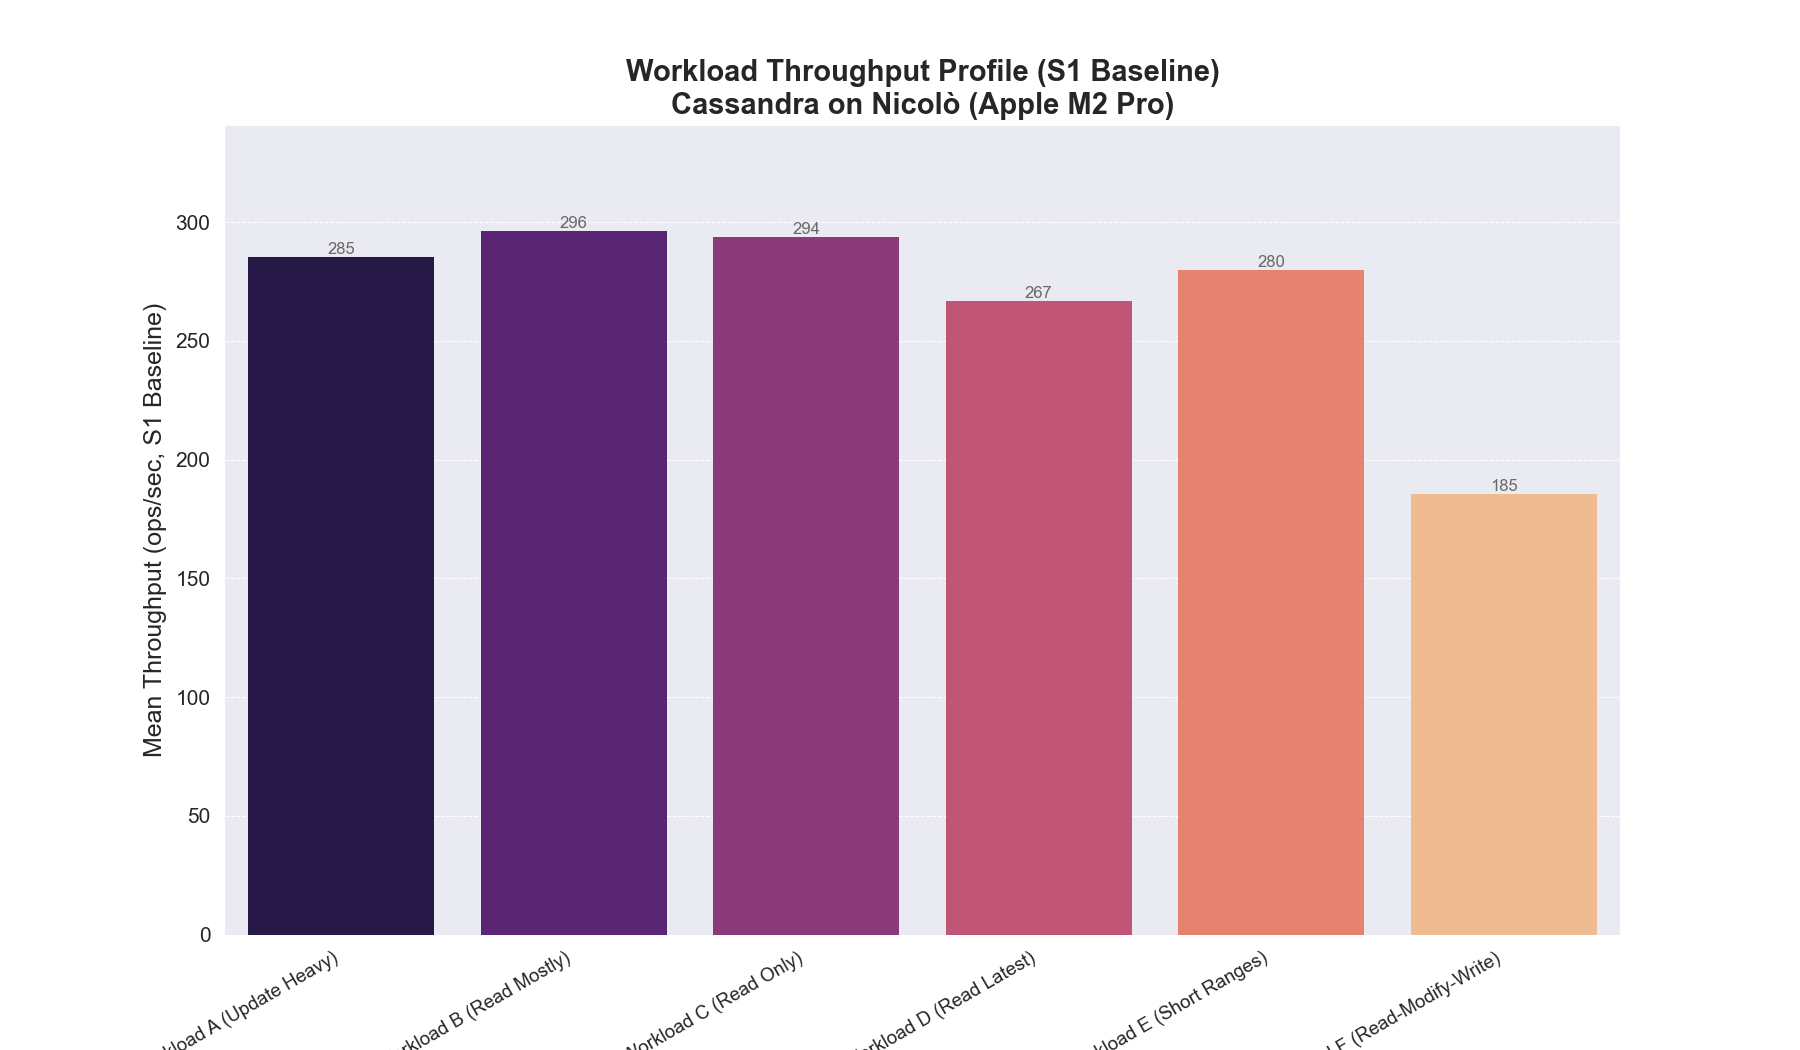 Workload Throughput Profile (S1 Baseline)
Cassandra on Nicolò (Apple M2 Pro)
Mean Throughput (ops/sec, S1 Baseline)
300
250
200
150
100
50
0
285
296
294
267
280
185
kload A (Update Heavy)
rkload B (Read Mostly)
Workload C (Read Only)
orkload D (Read Latest)
kload E (Short Ranges)
F (Read-Modify-Write)